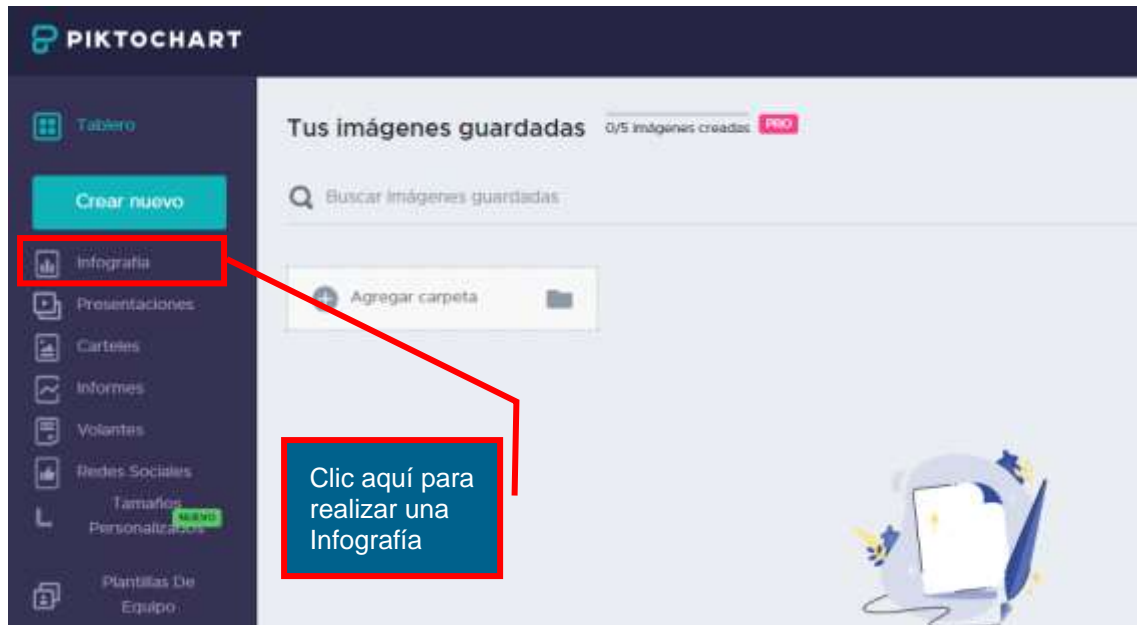 PIKTOCHART
Tablero
Crear nuevo
Infografía
Presentaciones
Carteles
Informes
Volantes
Redes Sociales
Tamaños
Personalizados
NUEVO
Plantillas De
Equipo
Tus imágenes guardadas
0/5 imágenes creadas
PRO
Buscar imágenes guardadas
Agregar carpeta
Clic aquí para
realizar una
Infografía